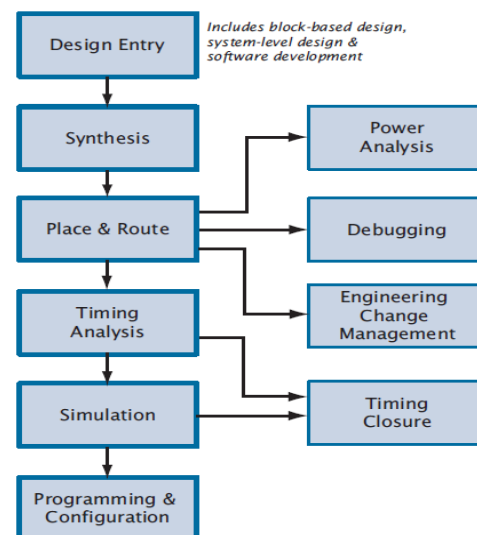 Design Entry
Includes block-based design,
system-level design &
software development
Synthesis
Power
Analysis
Place & Route
Debugging
Timing
Analysis
Engineering
Change
Management
Simulation
Timing
Closure
Programming &
Configuration